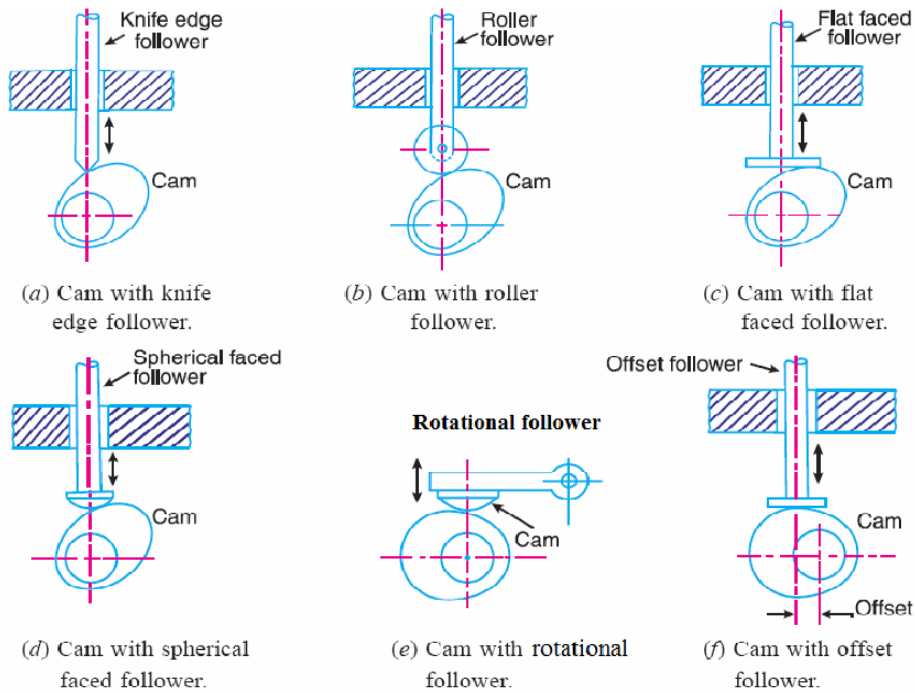 Knife edge
follower
Cam
(a) Cam with knife
edge follower.
Roller
follower
Cam
(b) Cam with roller
follower.
Flat faced
follower
Cam
(c) Cam with flat
faced follower.
Spherical faced
follower
Cam
(d) Cam with spherical
faced follower.
Rotational follower
Cam
(e) Cam with rotational
follower.
Offset follower
Cam
Offset
(f) Cam with offset
follower.